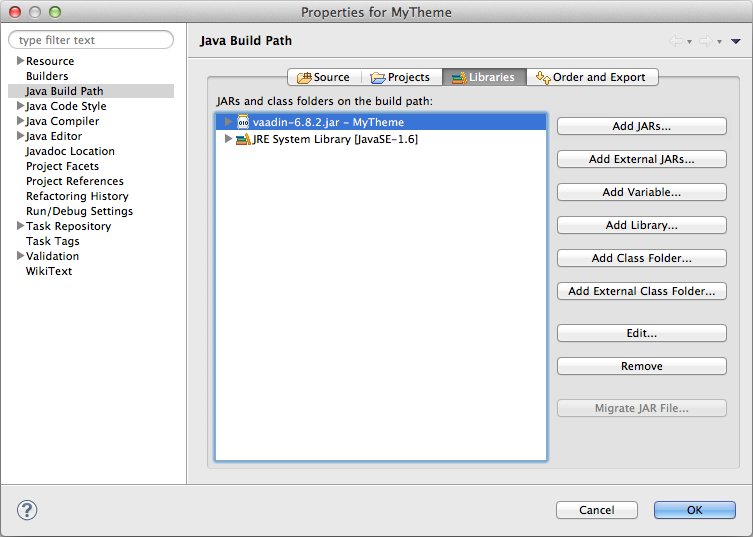 Properties for MyTheme
type filter text
Resource
Builders
Java Build Path
Java Code Style
Java Compiler
Java Editor
Javadoc Location
Project Facets
Project References
Refactoring History
Run/Debug Settings
Task Repository
Task Tags
Validation
WikiText
Java Build Path
Source
Projects
Libraries
Order and Export
JARs and class folders on the build path:
vaadin-6.8.2.jar – MyTheme
JRE System Library [JavaSE-1.6]
Add JARs...
Add External JARs...
Add Variable...
Add Library...
Add Class Folder...
Add External Class Folder...
Edit...
Remove
Migrate JAR File...
?
Cancel
OK